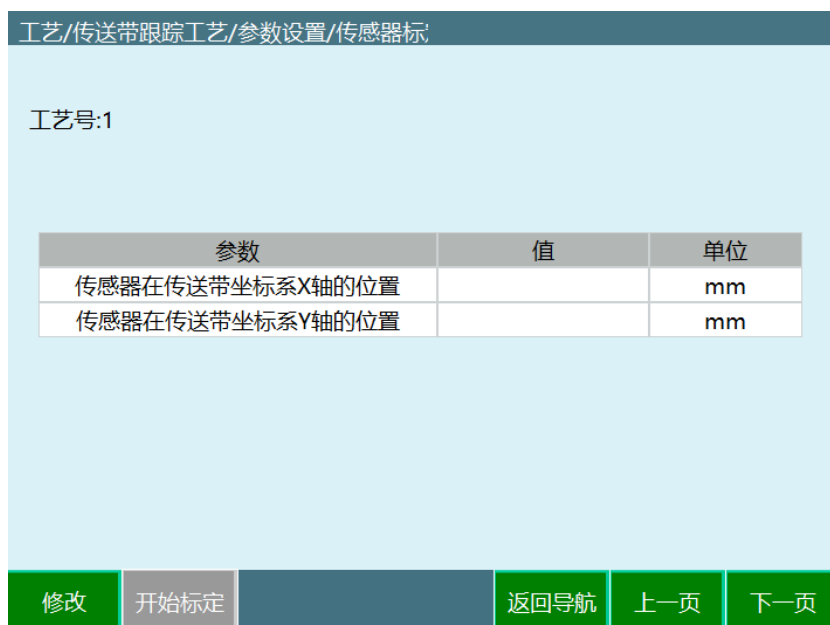 工艺/传送带跟踪工艺/参数设置/传感器标
工艺号:1
参数 值 单位
传感器在传送带坐标系X轴的位置 mm
传感器在传送带坐标系Y轴的位置 mm
修改 开始标定 返回导航 上一页 下一页